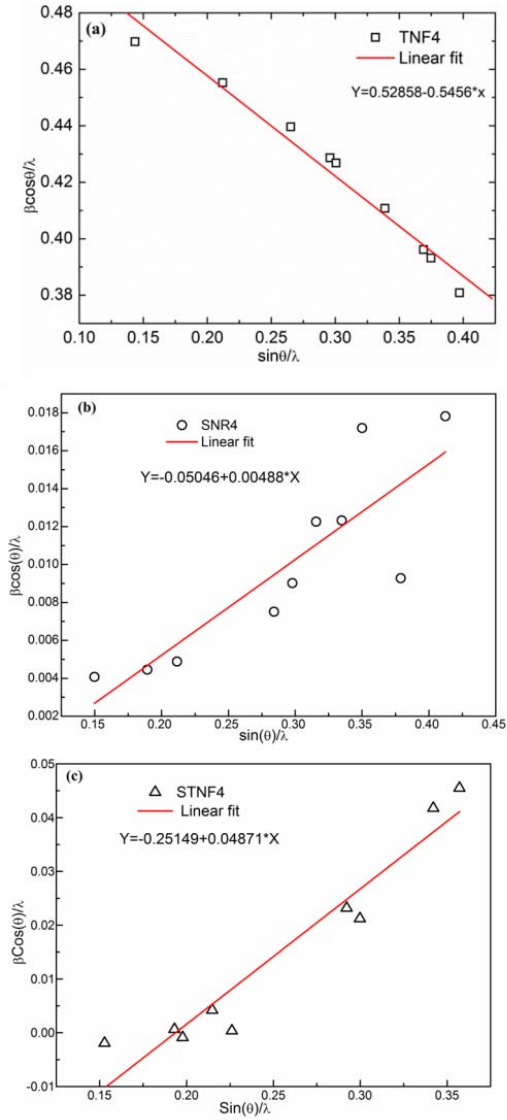 (a)
TNF4
Linear fit
Y=0.52858-0.5456*x
βcosθ/λ
0.48
0.46
0.44
0.42
0.40
0.38
0.10 0.15 0.20 0.25 0.30 0.35 0.40
sinθ/λ
(b)
SNR4
Linear fit
Y=-0.05046+0.00488*X
βcos(θ)/λ
0.018
0.016
0.014
0.012
0.010
0.008
0.006
0.004
0.002
0.15 0.20 0.25 0.30 0.35 0.40 0.45
sin(θ)/λ
(c)
STNF4
Linear fit
Y=-0.25149+0.04871*X
βCos(θ)/λ
0.05
0.04
0.03
0.02
0.01
0.00
-0.01
0.15 0.20 0.25 0.30 0.35
Sin(θ)/λ